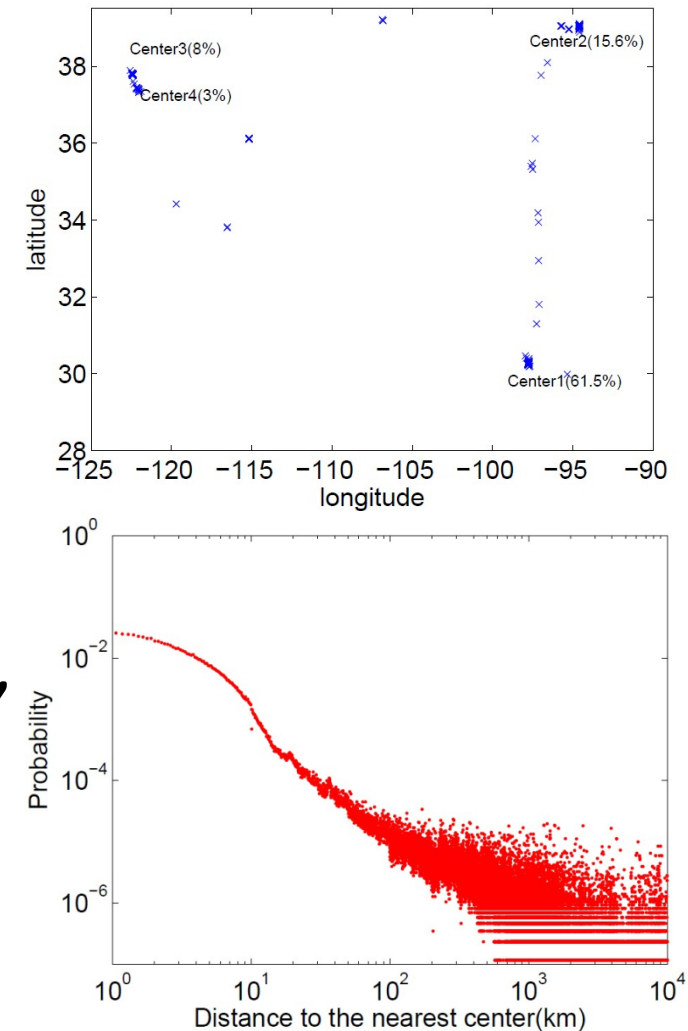 Center3(8%)
Center2(15.6%)
Center4(3%)
Center1(61.5%)
38
36
34
32
30
28
latitude
−125 −120 −115 −110 −105 −100 −95 −90
longitude
10^0
10^−2
10^−4
10^−6
Probability
10^0 10^1 10^2 10^3 10^4
Distance to the nearest center(km)